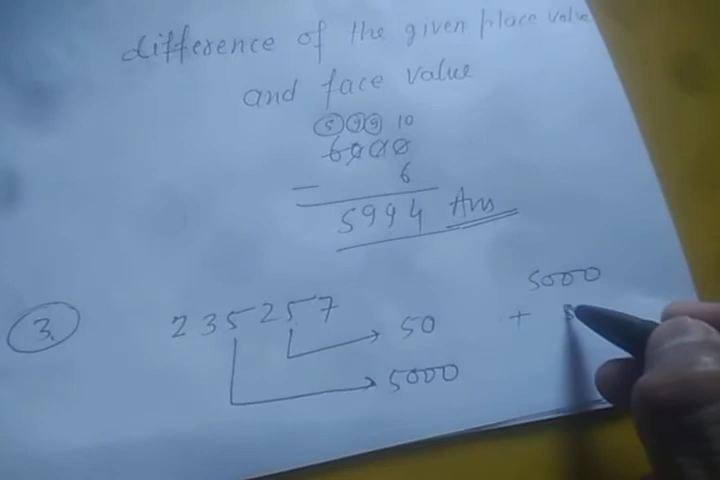 difference of the given place value
and face value
5 9 9 10
6000
- 6
5994 Ans
3. 235257 50 5000
+ 5
5000